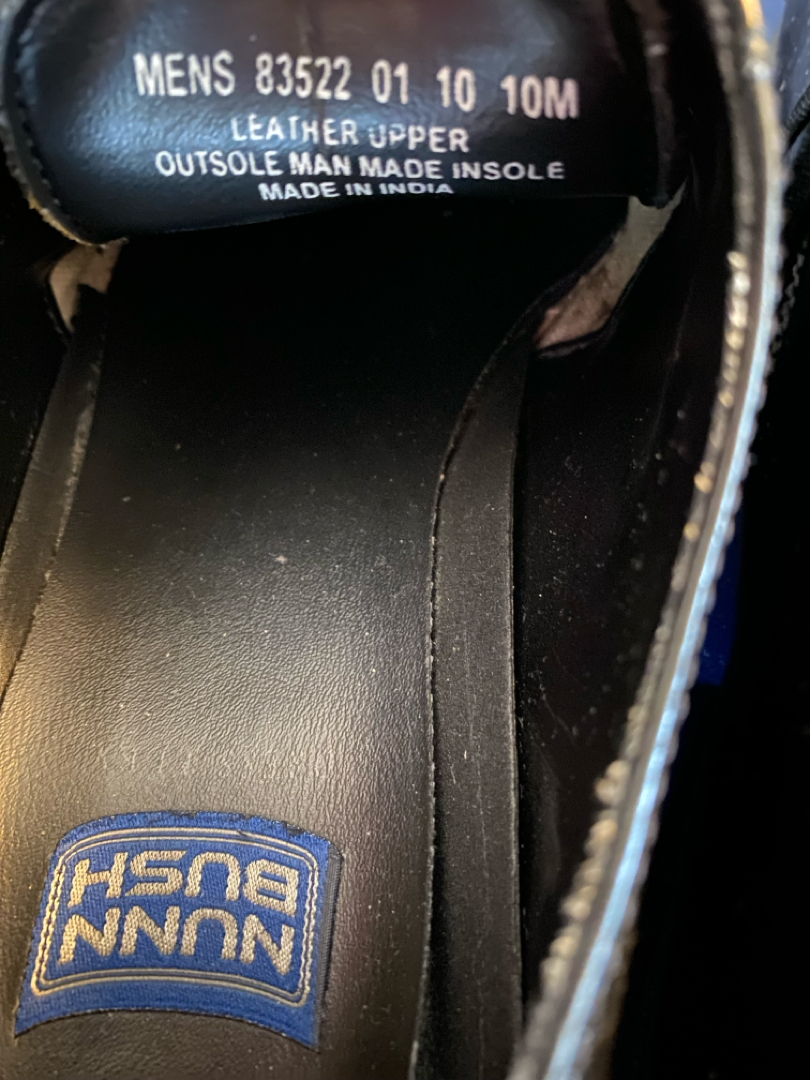 MENS 83522 01 10 10M
LEATHER UPPER
OUTSOLE MAN MADE INSOLE
MADE IN INDIA
NUNN
BUSH